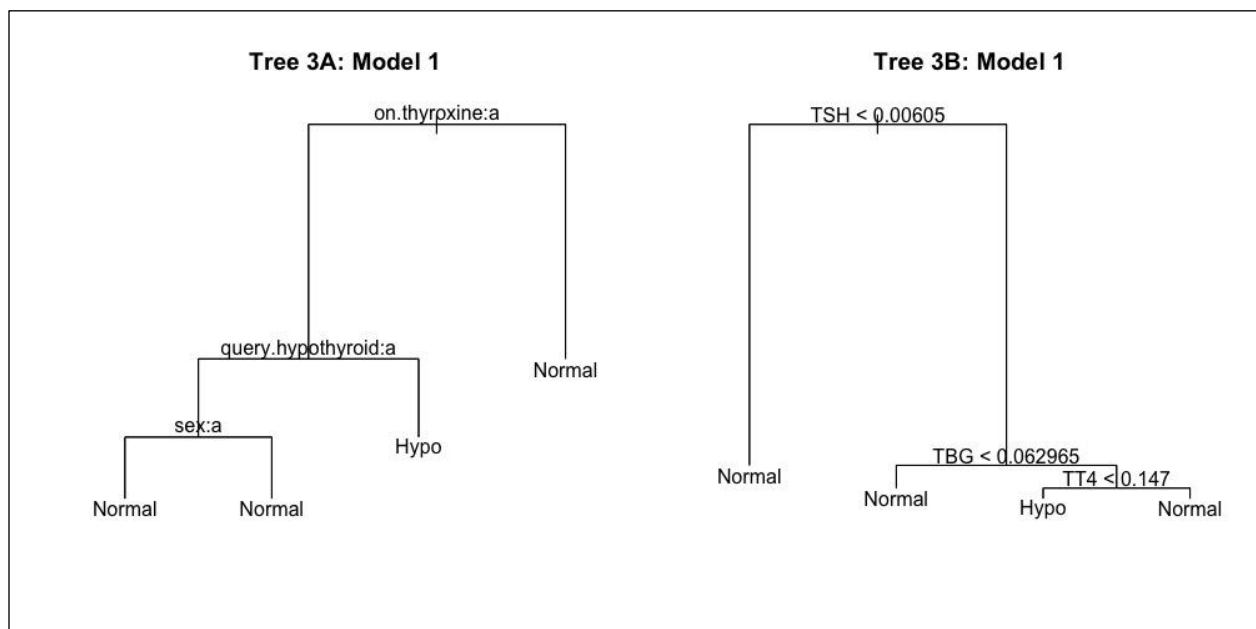 Tree 3A: Model 1
on.thyroxine:a
query.hypothyroid:a
Normal
sex:a
Hypo
Normal
Normal
Tree 3B: Model 1
TSH < 0.00605
TBG < 0.062965
Normal
TT4 < 0.147
Normal
Hypo
Normal